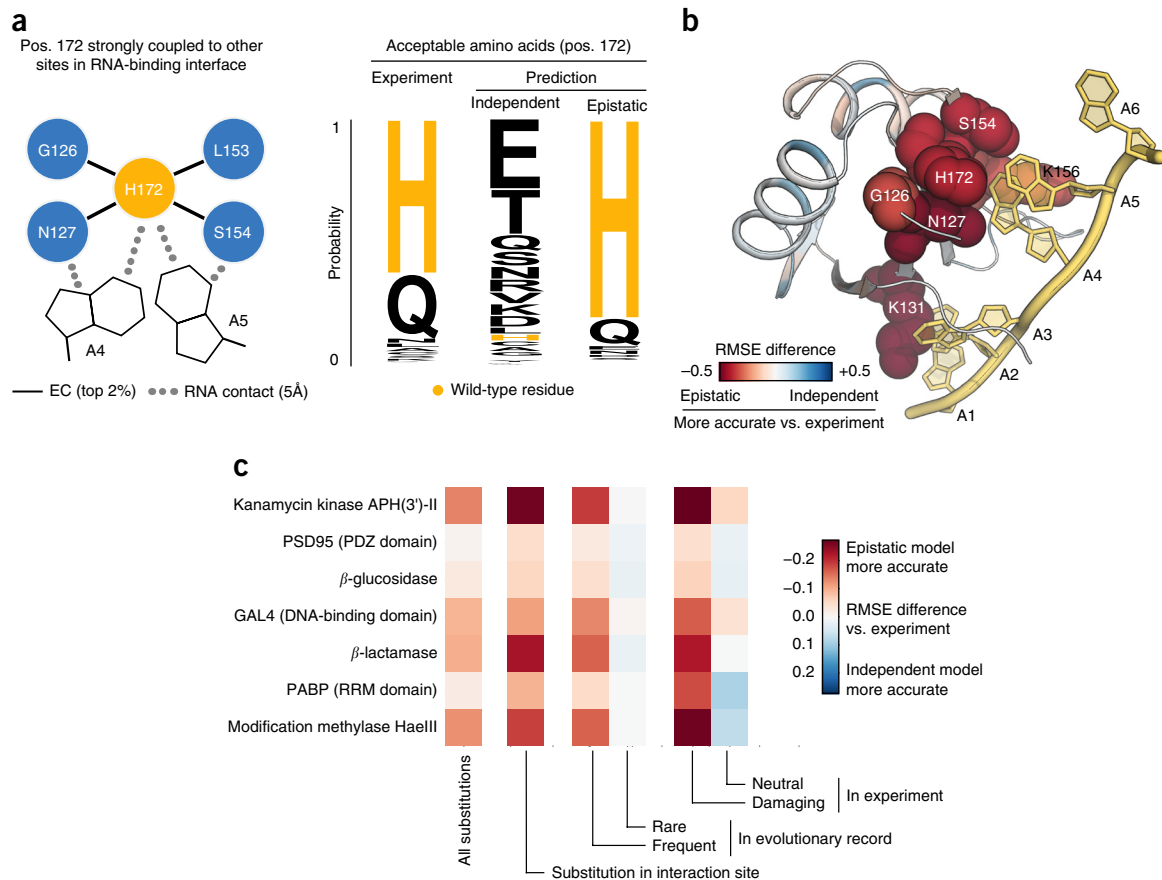 a
Pos. 172 strongly coupled to other
sites in RNA-binding interface
G126
L153
H172
N127
S154
A4
A5
EC (top 2%)
RNA contact (5Å)
Acceptable amino acids (pos. 172)
Experiment
Prediction
Independent
Epistatic
1
Probability
0
H
Q
E
T
Q
S
N
R
V
K
D
H
Q
Wild-type residue
b
S154
A6
H172
K156
G126
A5
N127
A4
K131
A3
A2
A1
RMSE difference
−0.5
+0.5
Epistatic
Independent
More accurate vs. experiment
c
Kanamycin kinase APH(3')-II
PSD95 (PDZ domain)
β-glucosidase
GAL4 (DNA-binding domain)
β-lactamase
PABP (RRM domain)
Modification methylase HaeIII
−0.2
−0.1
0.0
0.1
0.2
Epistatic model
more accurate
RMSE difference
vs. experiment
Independent model
more accurate
All substitutions
Neutral
Damaging
In experiment
Rare
Frequent
In evolutionary record
Substitution in interaction site